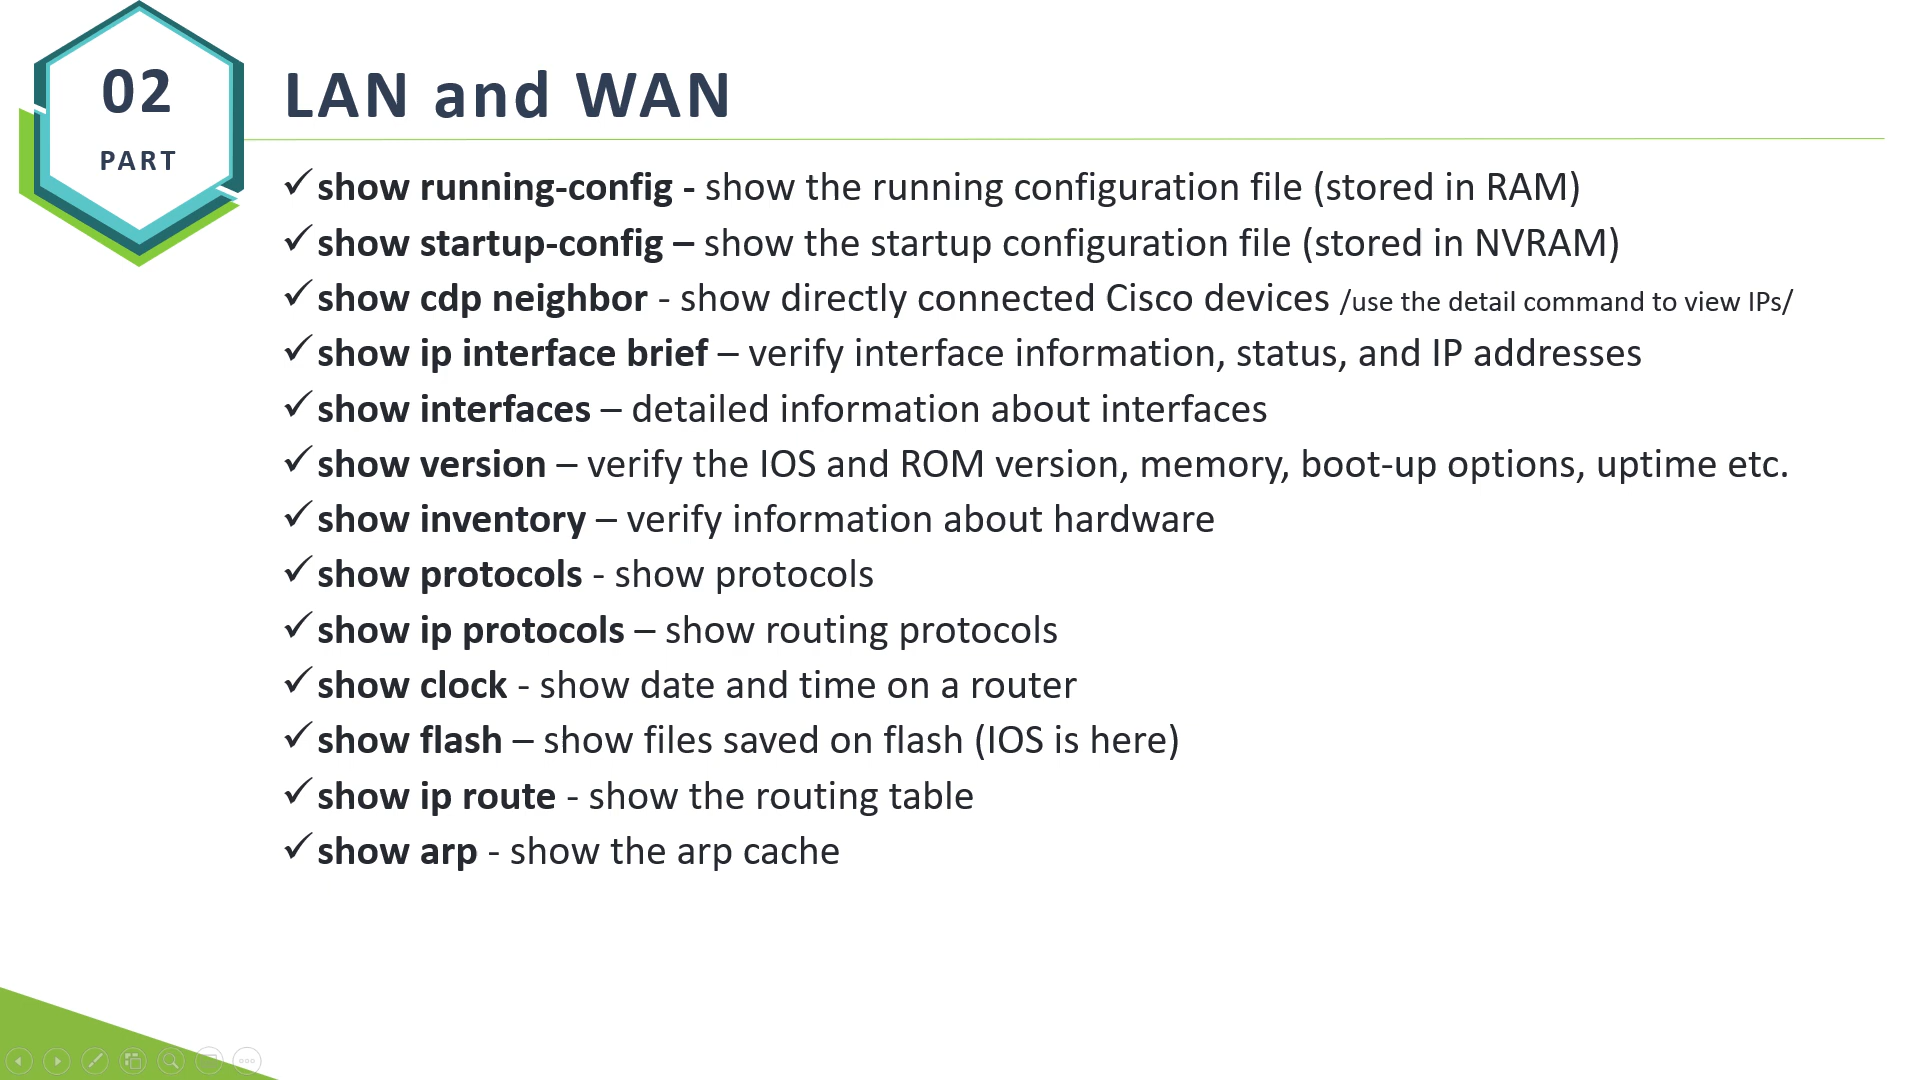 02
PART
LAN and WAN
✓show running-config - show the running configuration file (stored in RAM)
✓show startup-config – show the startup configuration file (stored in NVRAM)
✓show cdp neighbor - show directly connected Cisco devices /use the detail command to view IPs/
✓show ip interface brief – verify interface information, status, and IP addresses
✓show interfaces – detailed information about interfaces
✓show version – verify the IOS and ROM version, memory, boot-up options, uptime etc.
✓show inventory – verify information about hardware
✓show protocols - show protocols
✓show ip protocols – show routing protocols
✓show clock - show date and time on a router
✓show flash – show files saved on flash (IOS is here)
✓show ip route - show the routing table
✓show arp - show the arp cache